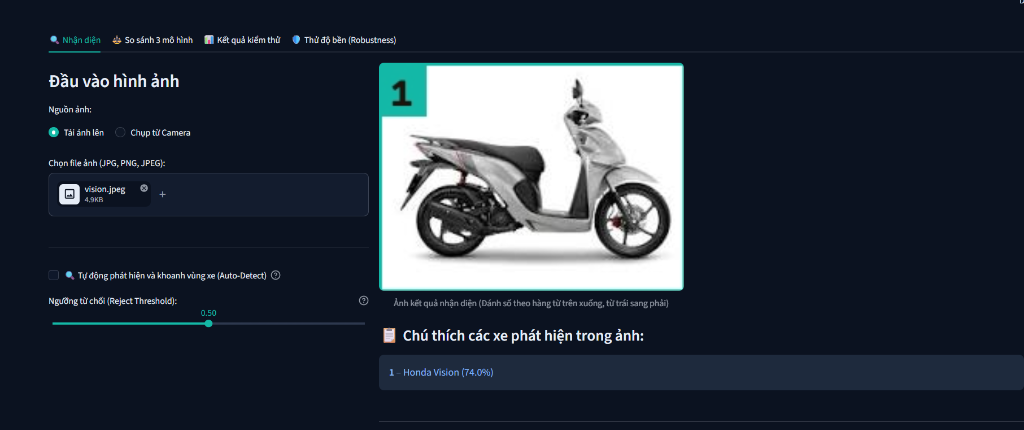 Nhận diện
So sánh 3 mô hình
Kết quả kiểm thử
Thử độ bền (Robustness)
Đầu vào hình ảnh
Nguồn ảnh:
Tải ảnh lên
Chụp từ Camera
Chọn file ảnh (JPG, PNG, JPEG):
vision.jpeg
4.9KB
Tự động phát hiện và khoanh vùng xe (Auto-Detect)
Ngưỡng từ chối (Reject Threshold):
0.50
1
Ảnh kết quả nhận diện (Đánh số theo hàng từ trên xuống, từ trái sang phải)
Chú thích các xe phát hiện trong ảnh:
1 – Honda Vision (74.0%)